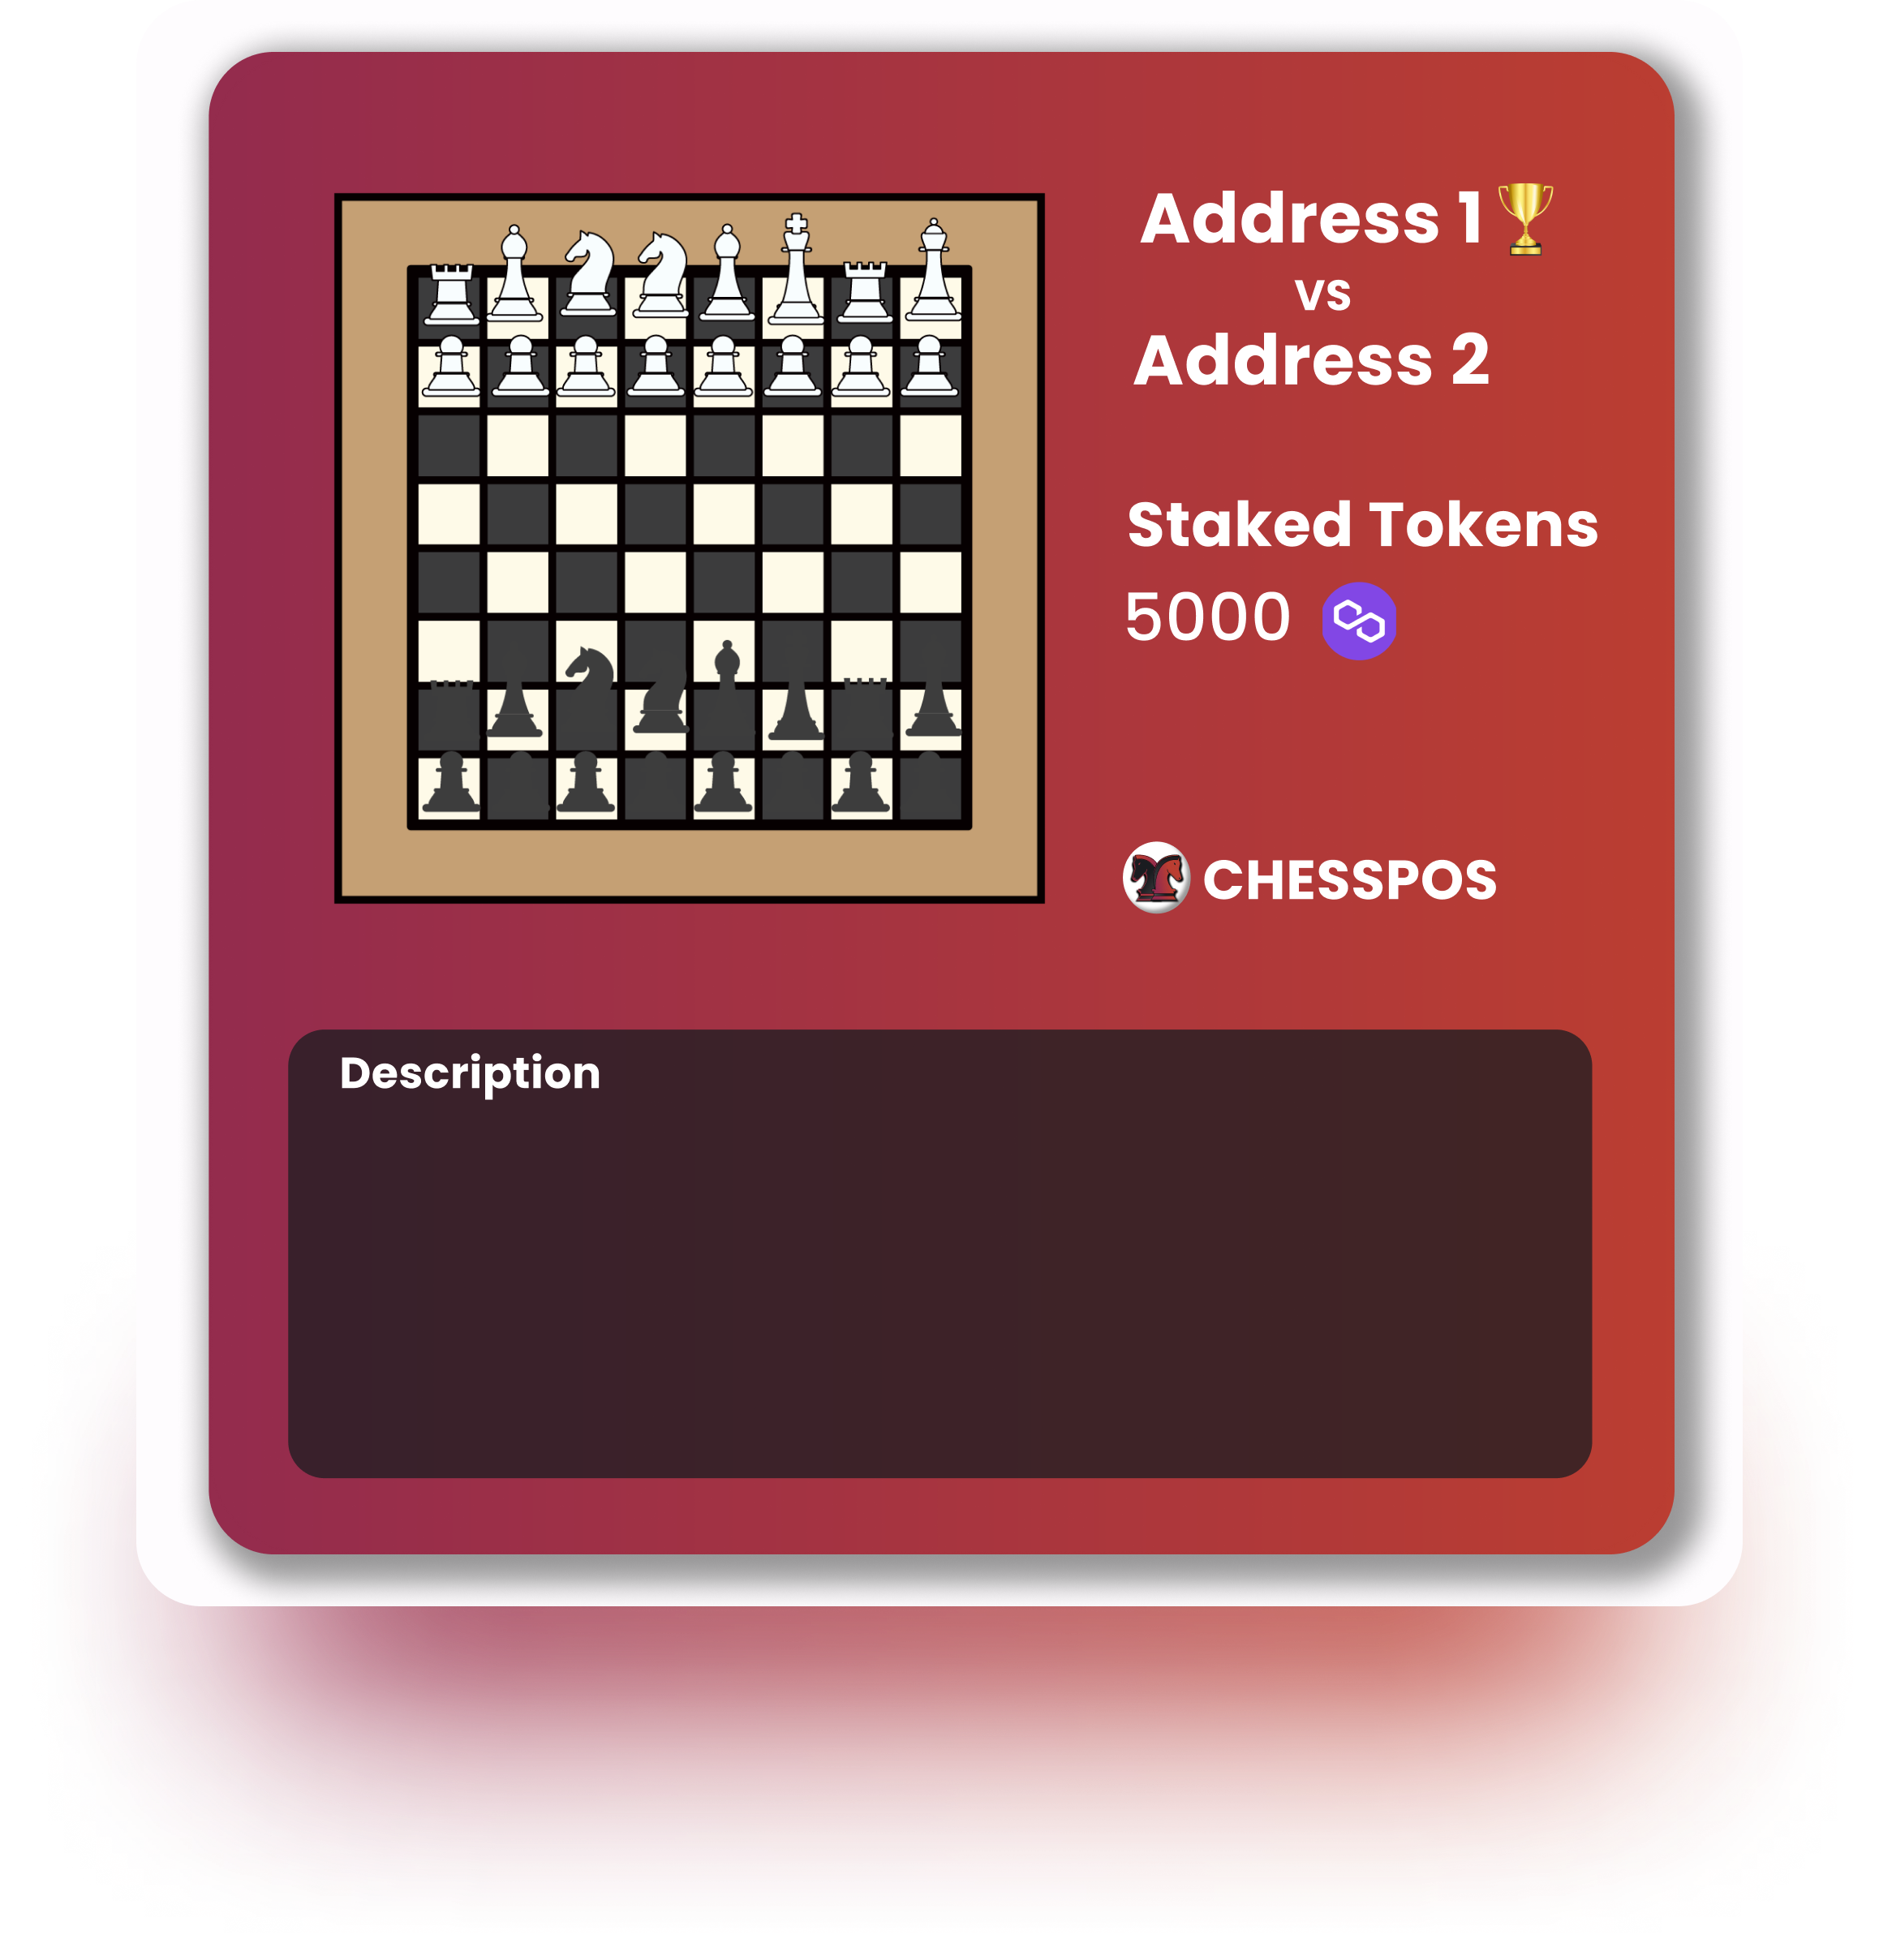 Address 1
VS
Address 2
Staked Tokens
5000
CHESSPOS
Description